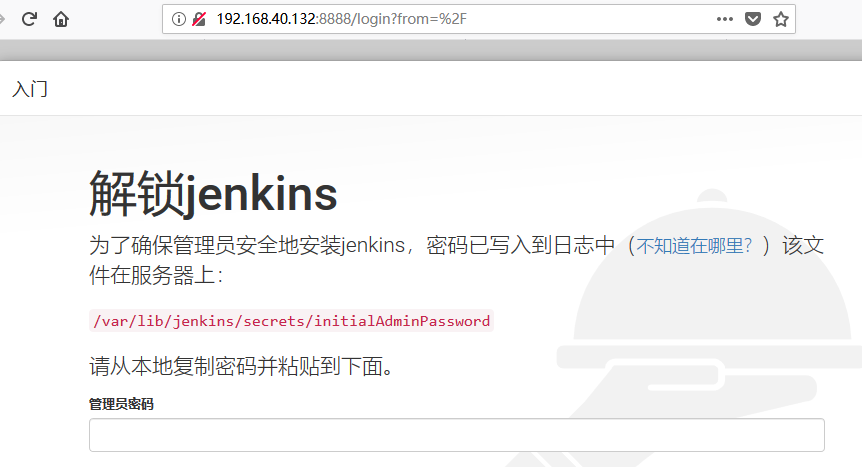 192.168.40.132:8888/login?from=%2F
入门
解锁jenkins
为了确保管理员安全地安装jenkins，密码已写入到日志中（不知道在哪里？）该文
件在服务器上：
/var/lib/jenkins/secrets/initialAdminPassword
请从本地复制密码并粘贴到下面。
管理员密码